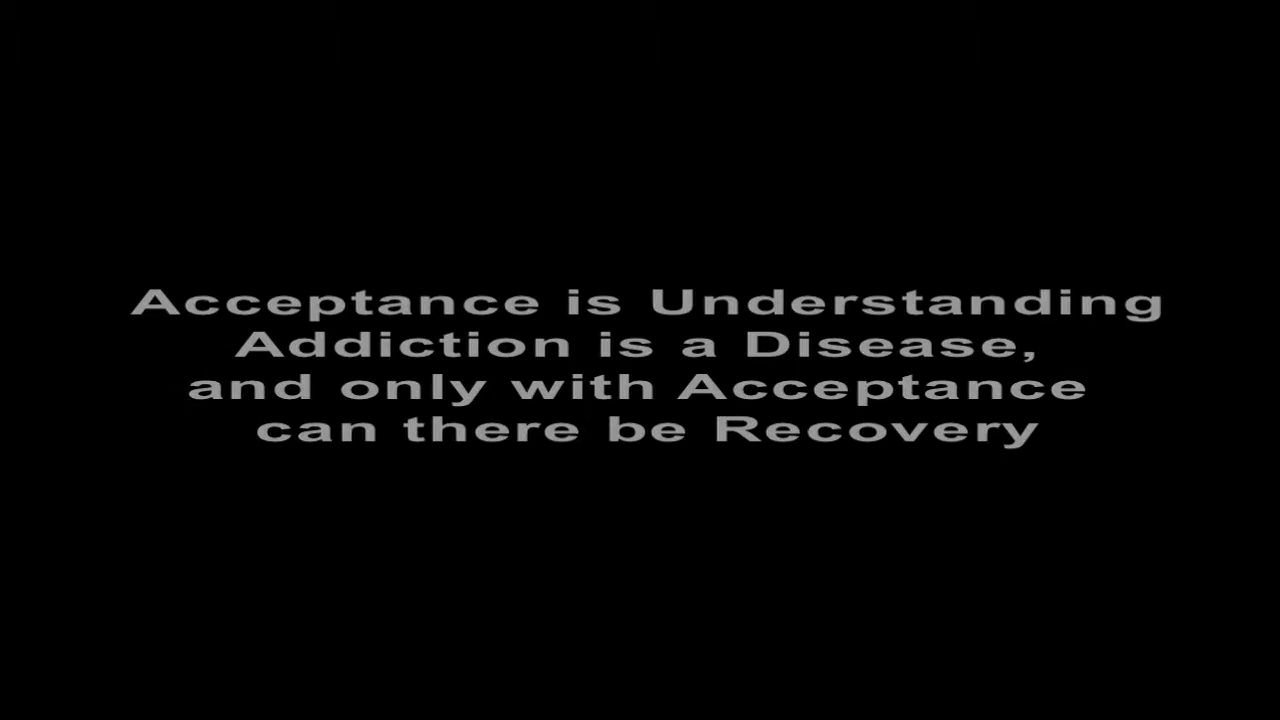 Acceptance is Understanding
Addiction is a Disease,
and only with Acceptance
can there be Recovery